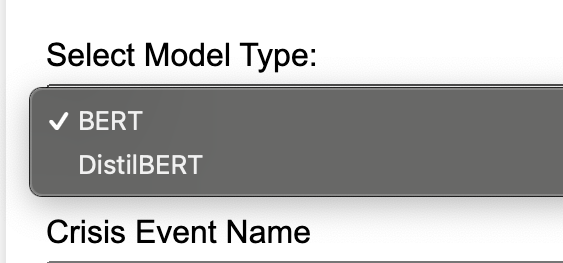 Select Model Type:
✓ BERT
DistilBERT
Crisis Event Name